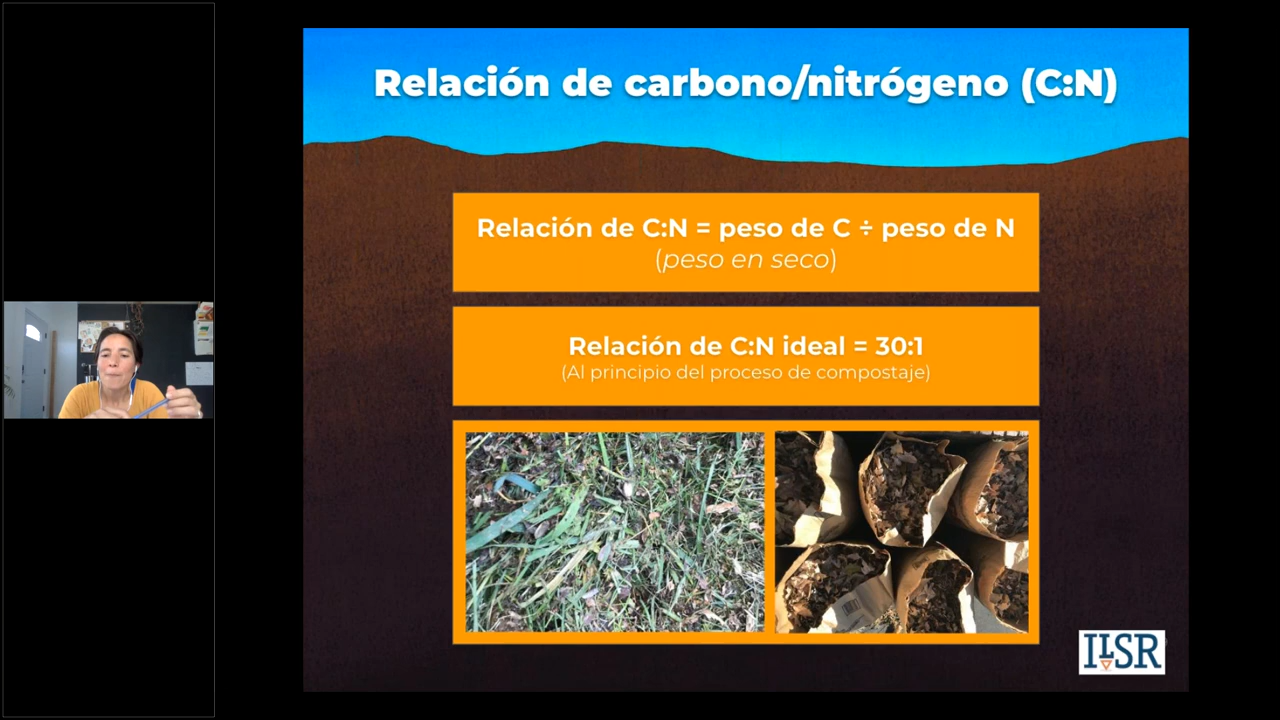 Relación de carbono/nitrógeno (C:N)
Relación de C:N = peso de C ÷ peso de N
(peso en seco)
Relación de C:N ideal = 30:1
(Al principio del proceso de compostaje)
ILSR